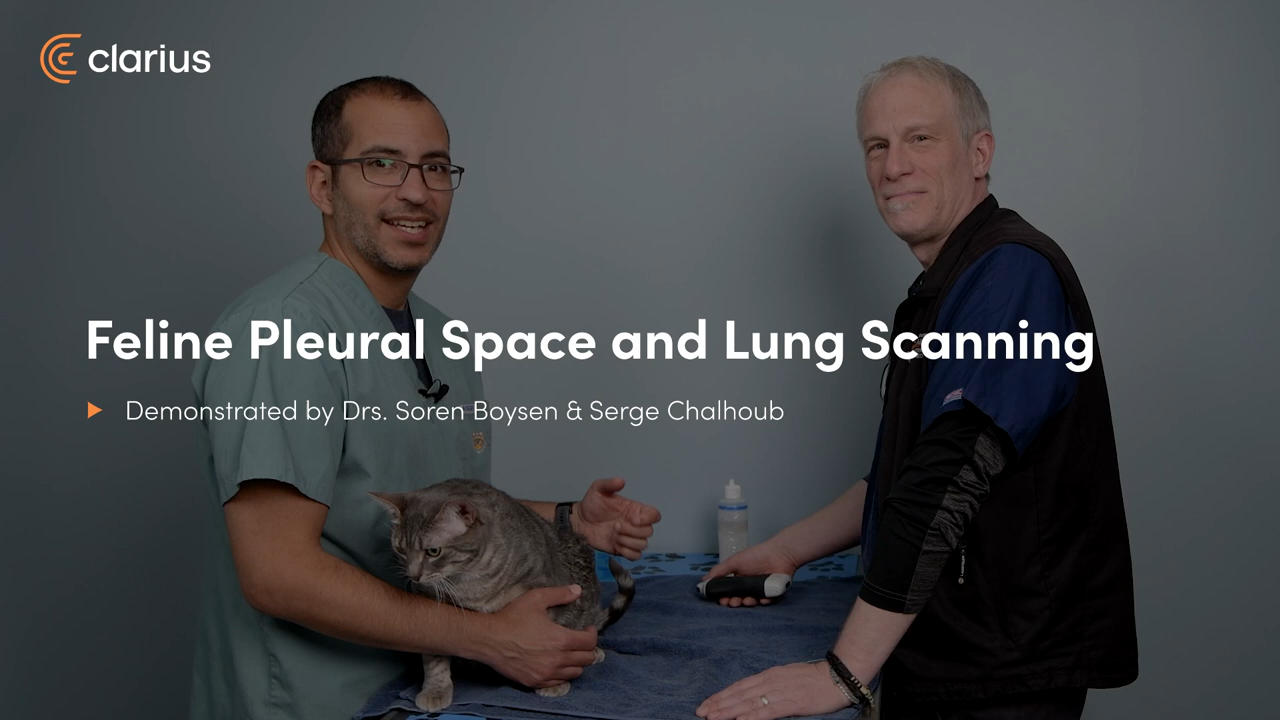 clarius
Feline Pleural Space and Lung Scanning
Demonstrated by Drs. Soren Boysen & Serge Chalhoub